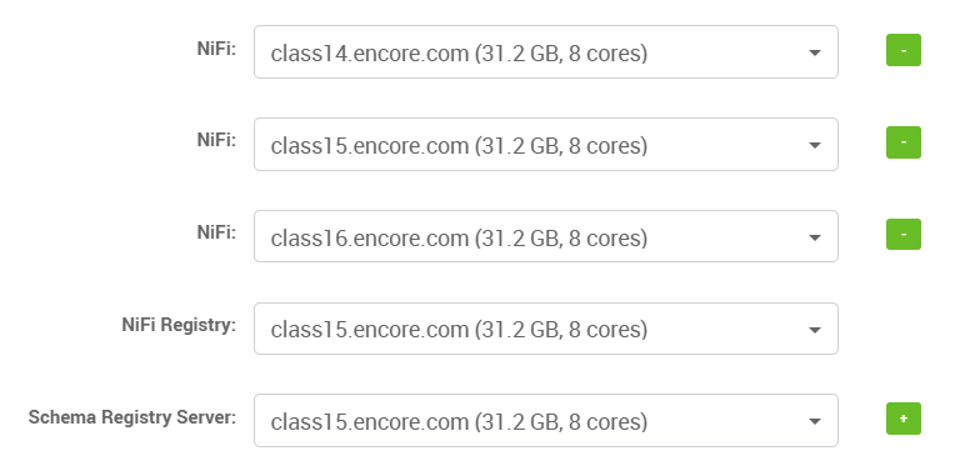 NiFi: class14.encore.com (31.2 GB, 8 cores) -
NiFi: class15.encore.com (31.2 GB, 8 cores) -
NiFi: class16.encore.com (31.2 GB, 8 cores) -
NiFi Registry: class15.encore.com (31.2 GB, 8 cores)
Schema Registry Server: class15.encore.com (31.2 GB, 8 cores) +